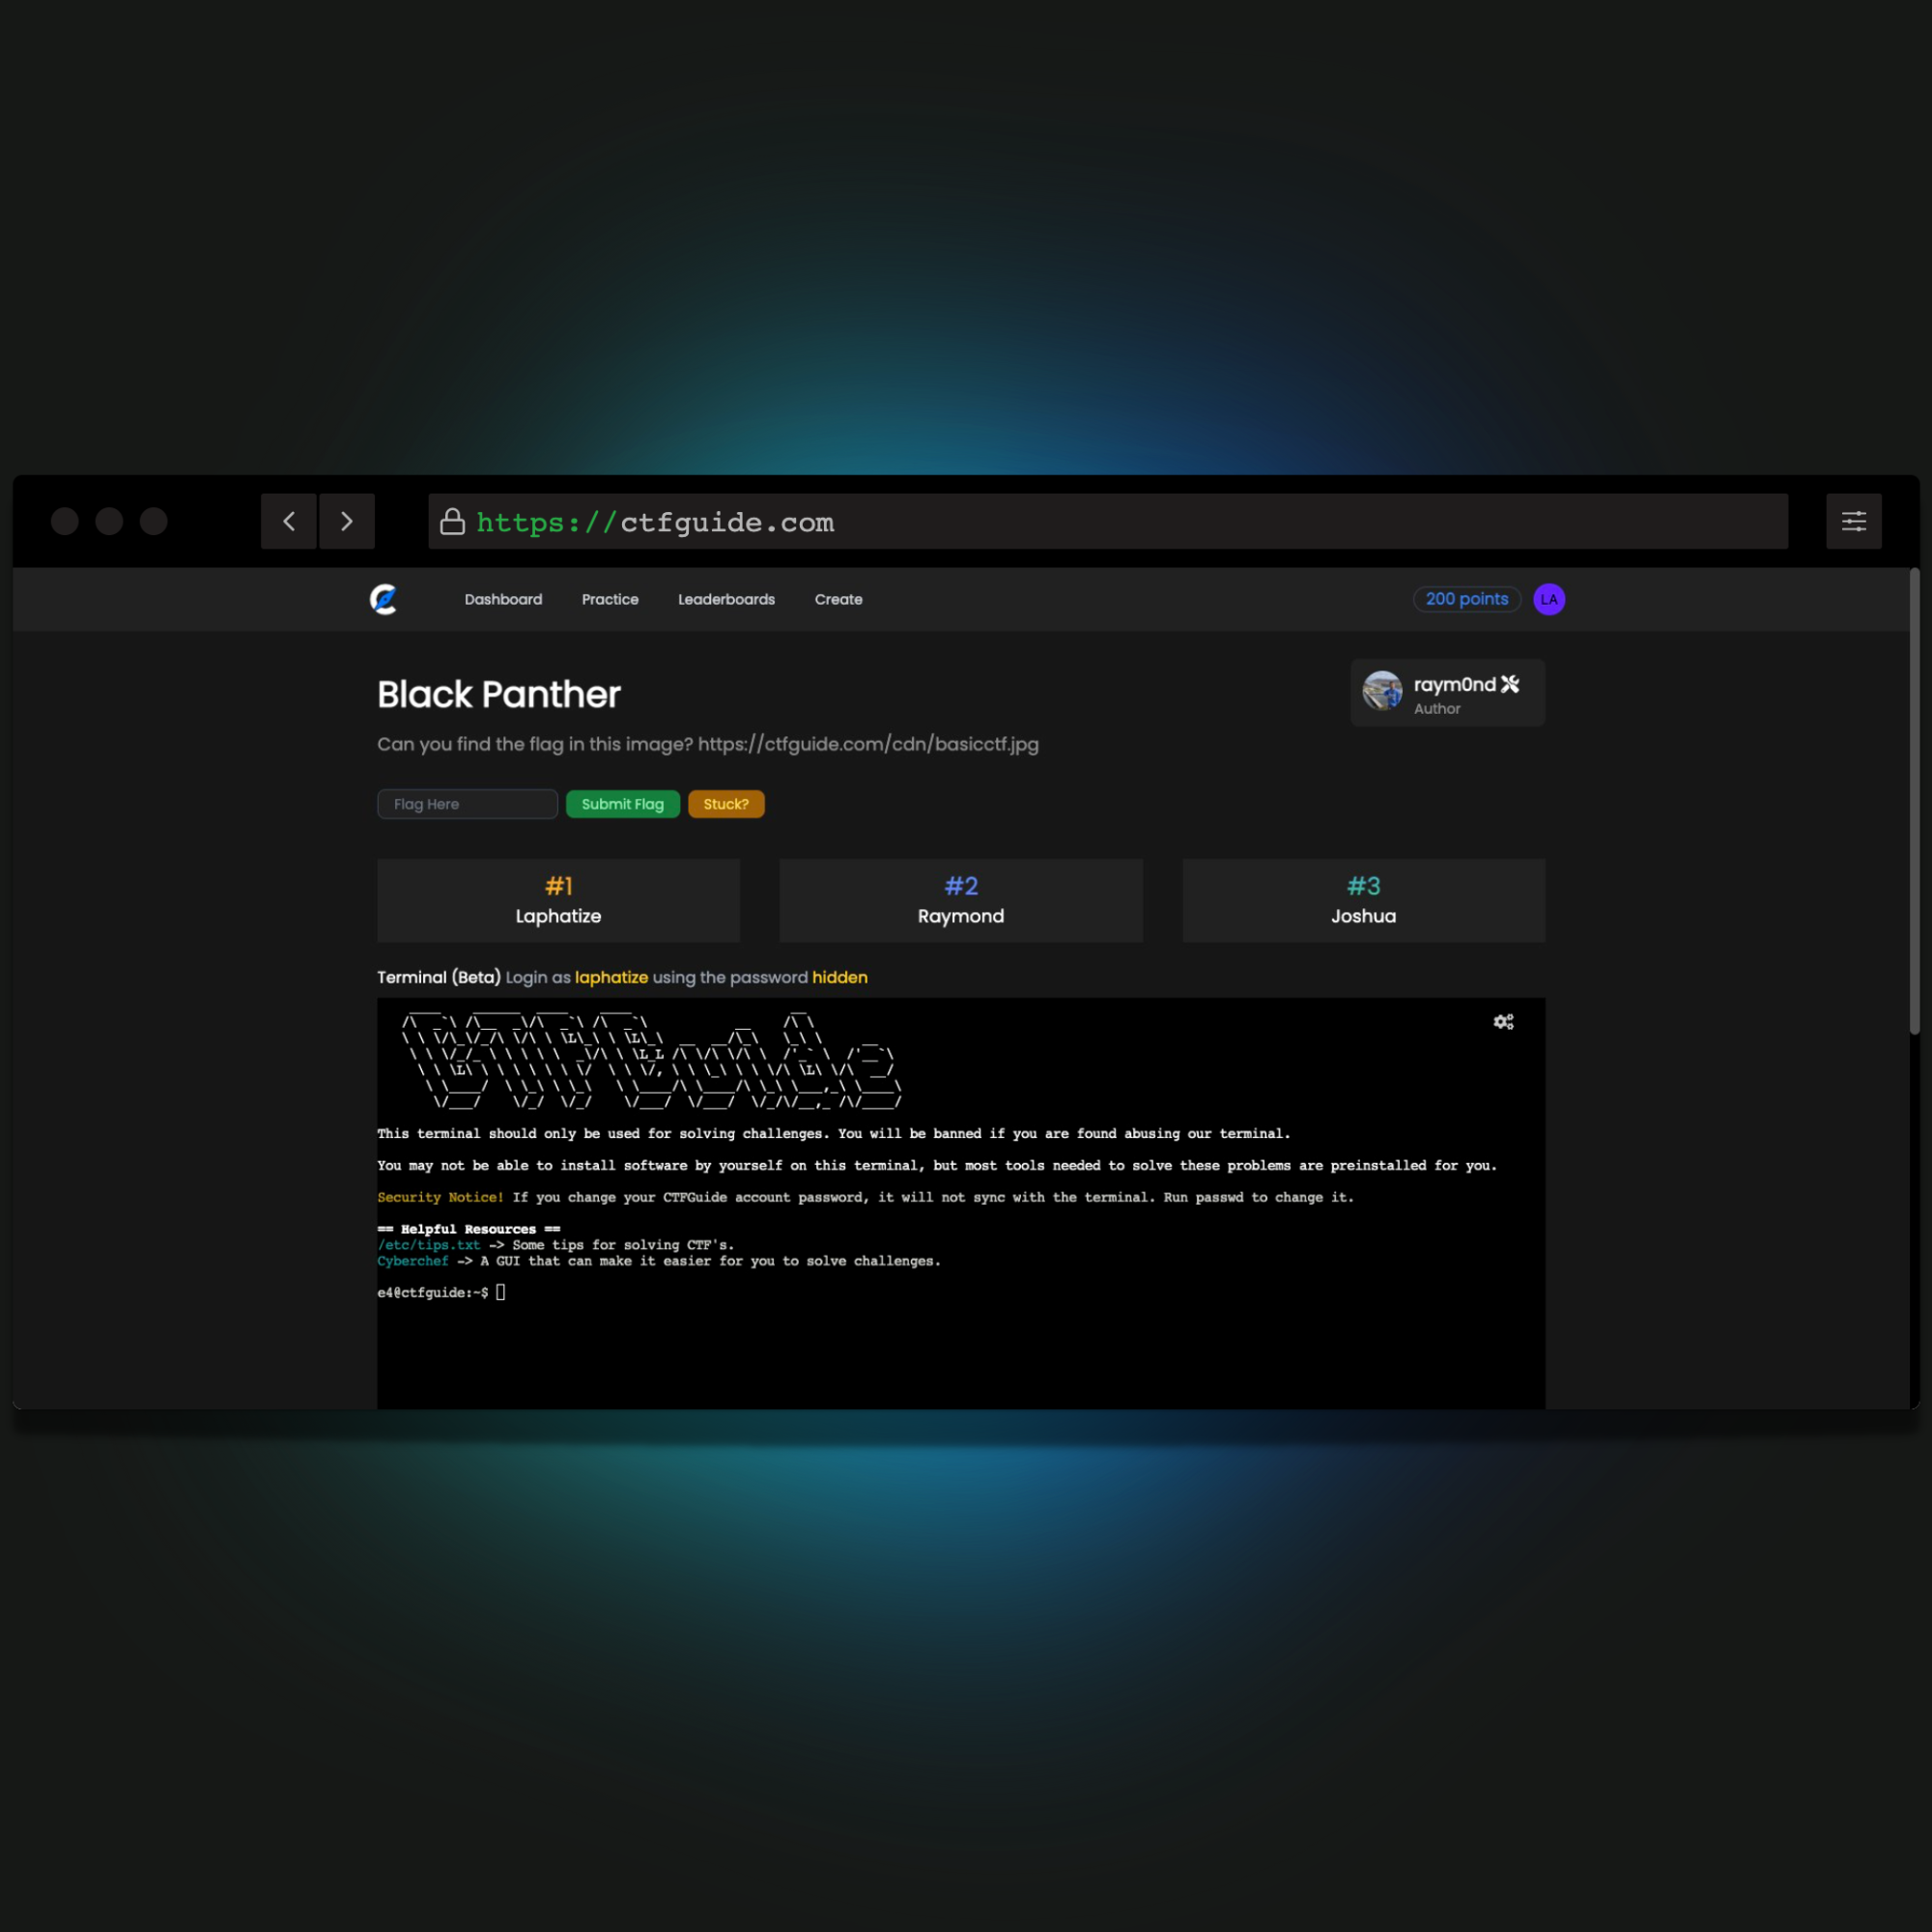 https://ctfguide.com
Dashboard Practice Leaderboards Create 200 points LA
Black Panther
raym0nd
Author
Can you find the flag in this image? https://ctfguide.com/cdn/basicctf.jpg
Flag Here Submit Flag Stuck?
#1 #2 #3
Laphatize Raymond Joshua
Terminal (Beta) Login as laphatize using the password hidden
CTFGuide
This terminal should only be used for solving challenges. You will be banned if you are found abusing our terminal.
You may not be able to install software by yourself on this terminal, but most tools needed to solve these problems are preinstalled for you.
Security Notice! If you change your CTFGuide account password, it will not sync with the terminal. Run passwd to change it.
== Helpful Resources ==
/etc/tips.txt -> Some tips for solving CTF's.
Cyberchef -> A GUI that can make it easier for you to solve challenges.
e4@ctfguide:~$